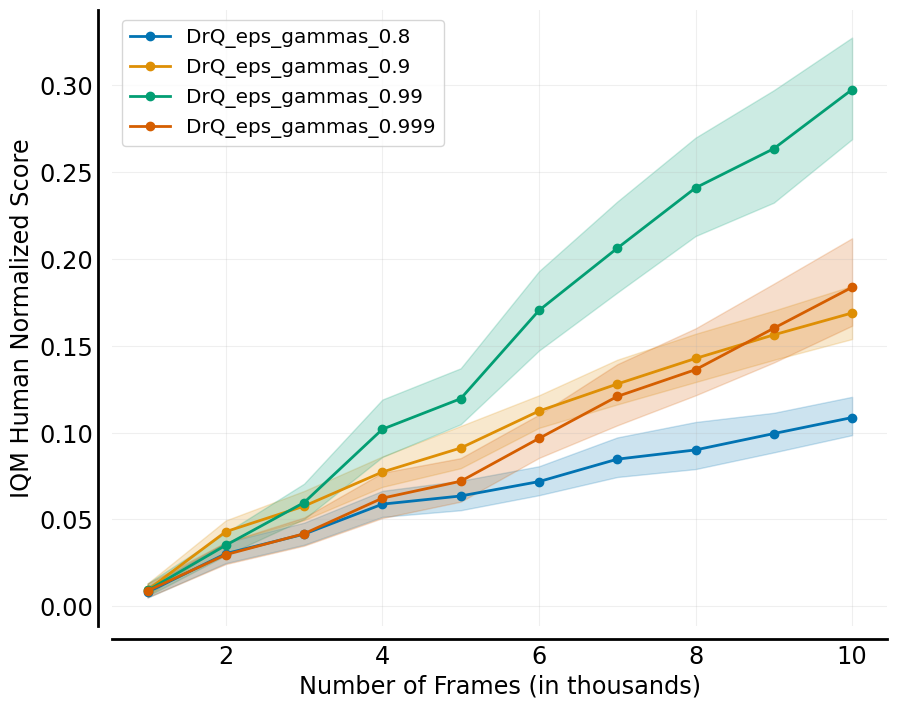 DrQ_eps_gammas_0.8
DrQ_eps_gammas_0.9
DrQ_eps_gammas_0.99
DrQ_eps_gammas_0.999
IQM Human Normalized Score
0.30
0.25
0.20
0.15
0.10
0.05
0.00
2 4 6 8 10
Number of Frames (in thousands)